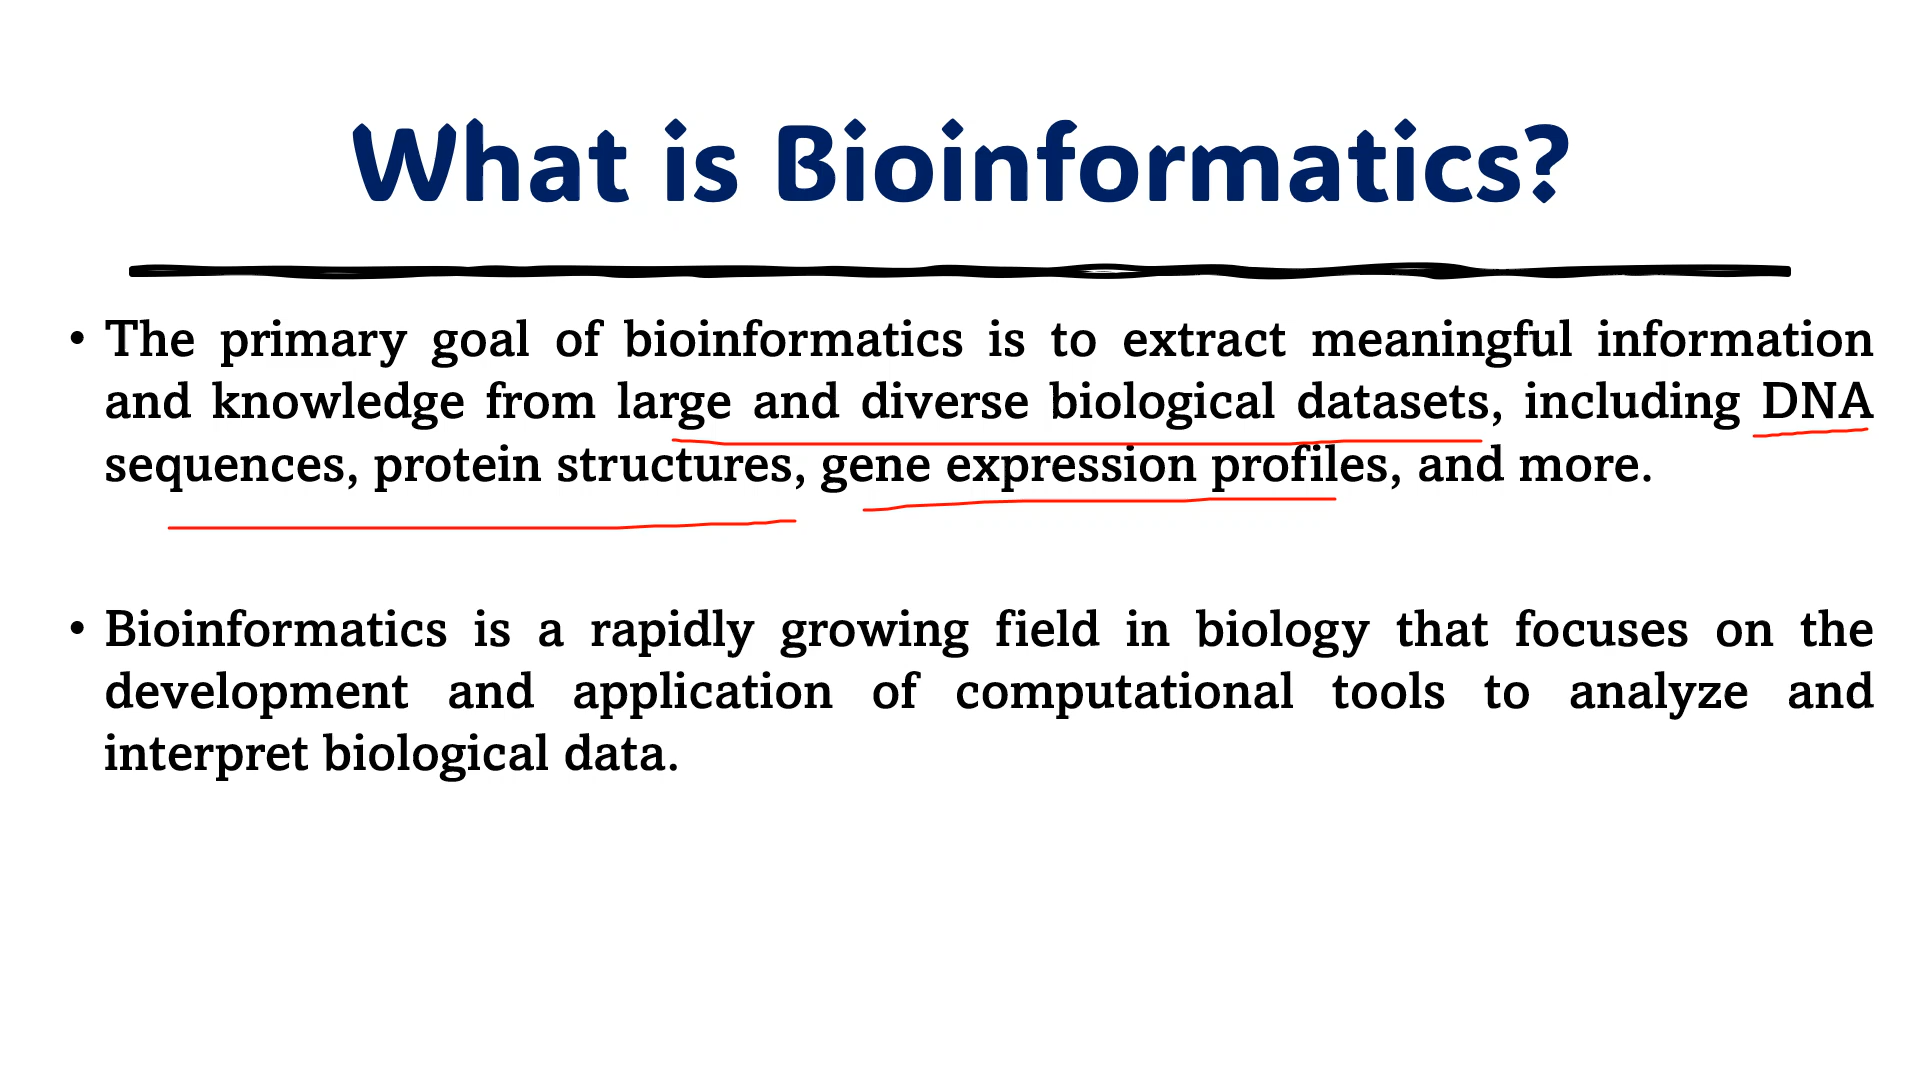 What is Bioinformatics?
• The primary goal of bioinformatics is to extract meaningful information
and knowledge from large and diverse biological datasets, including DNA
sequences, protein structures, gene expression profiles, and more.
• Bioinformatics is a rapidly growing field in biology that focuses on the
development and application of computational tools to analyze and
interpret biological data.